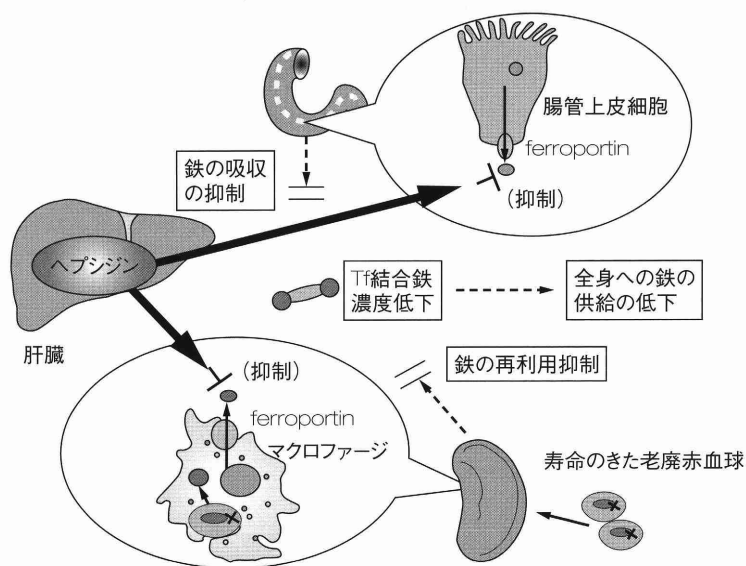 腸管上皮細胞
ferroportin
(抑制)
鉄の吸収
の抑制
ヘプシジン
Tf結合鉄
濃度低下
全身への鉄の
供給の低下
肝臓
(抑制)
鉄の再利用抑制
ferroportin
マクロファージ
寿命のきた老廃赤血球